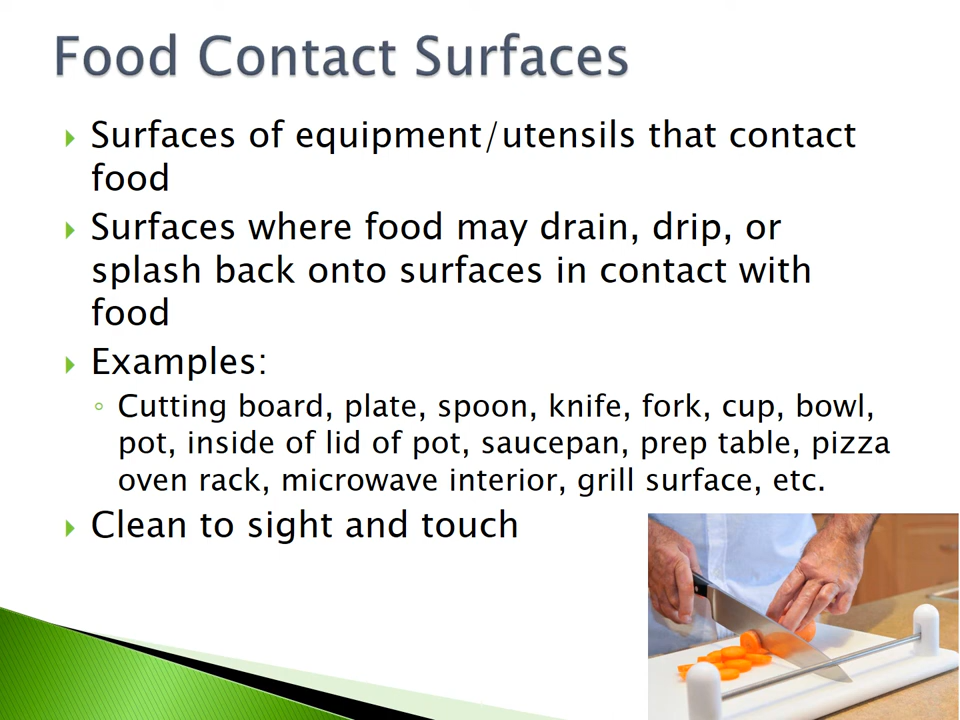 Food Contact Surfaces
Surfaces of equipment/utensils that contact
food
Surfaces where food may drain, drip, or
splash back onto surfaces in contact with
food
Examples:
Cutting board, plate, spoon, knife, fork, cup, bowl,
pot, inside of lid of pot, saucepan, prep table, pizza
oven rack, microwave interior, grill surface, etc.
Clean to sight and touch